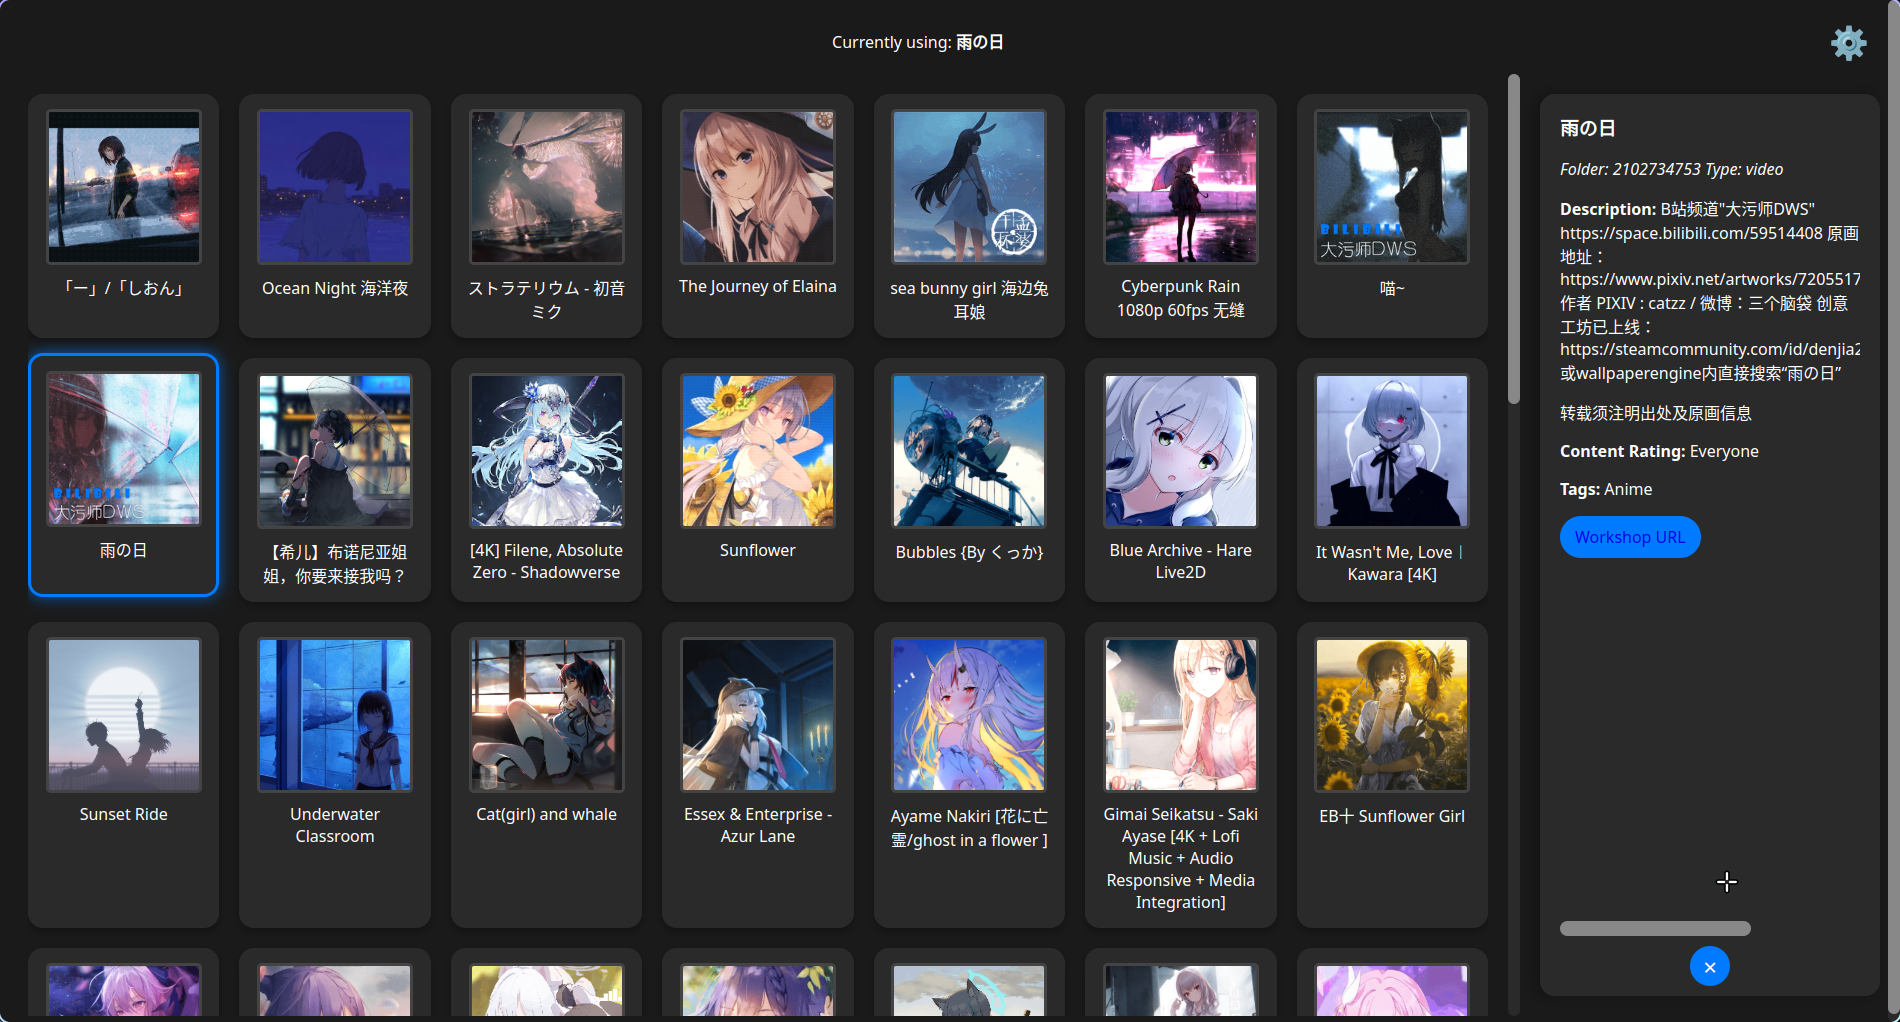 Currently using: 雨の日
「一」/「しおん」
Ocean Night 海洋夜
ストラテリウム - 初音
ミク
The Journey of Elaina
sea bunny girl 海边兔
耳娘
Cyberpunk Rain
1080p 60fps 无缝
BILIBILI
大污师DWS
喵~
BILIBILI
大污师DWS
雨の日
【希儿】布诺尼亚姐
姐，你要来接我吗？
[4K] Filene, Absolute
Zero - Shadowverse
Sunflower
Bubbles {By くっか}
Blue Archive - Hare
Live2D
It Wasn't Me, Love |
Kawara [4K]
Sunset Ride
Underwater
Classroom
Cat(girl) and whale
Essex & Enterprise -
Azur Lane
Ayame Nakiri [花に亡
霊/ghost in a flower ]
Gimai Seikatsu - Saki
Ayase [4K + Lofi
Music + Audio
Responsive + Media
Integration]
EB十 Sunflower Girl
雨の日
Folder: 2102734753 Type: video
Description: B站频道"大污师DWS"
https://space.bilibili.com/59514408 原画
地址：
https://www.pixiv.net/artworks/7205517
作者 PIXIV : catzz / 微博：三个脑袋 创意
工坊已上线：
https://steamcommunity.com/id/denjia2
或wallpaperengine内直接搜索“雨の日”
转载须注明出处及原画信息
Content Rating: Everyone
Tags: Anime
Workshop URL